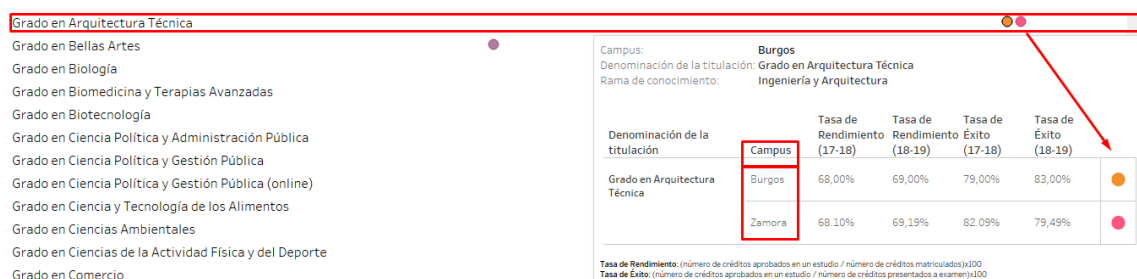 Grado en Arquitectura Técnica
Grado en Bellas Artes
Grado en Biología
Grado en Biomedicina y Terapias Avanzadas
Grado en Biotecnología
Grado en Ciencia Política y Administración Pública
Grado en Ciencia Política y Gestión Pública
Grado en Ciencia Política y Gestión Pública (online)
Grado en Ciencia y Tecnología de los Alimentos
Grado en Ciencias Ambientales
Grado en Ciencias de la Actividad Física y del Deporte
Grado en Comercio
Campus: Burgos
Denominación de la titulación: Grado en Arquitectura Técnica
Rama de conocimiento: Ingeniería y Arquitectura
Tasa de Tasa de Tasa de Tasa de
Denominación de la Rendimiento Rendimiento Éxito Éxito
titulación Campus (17-18) (18-19) (17-18) (18-19)
Grado en Arquitectura Burgos 68,00% 69,00% 79,00% 83,00%
Técnica
Zamora 68.10% 69,19% 82.09% 79,49%
Tasa de Rendimiento: (número de créditos aprobados en un estudio / número de créditos matriculados)x100
Tasa de Éxito: (número de créditos aprobados en un estudio / número de créditos presentados a examen)x100